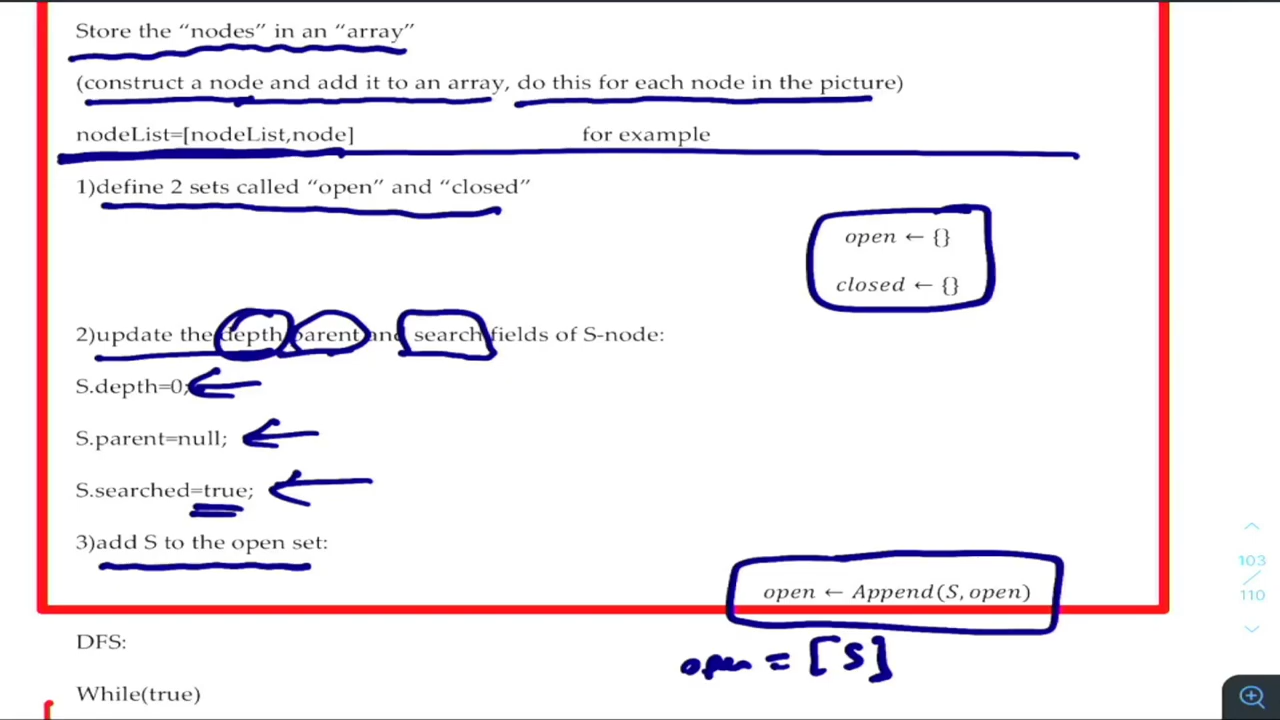 Store the “nodes” in an “array”
(construct a node and add it to an array, do this for each node in the picture)
nodeList=[nodeList,node] for example
1)define 2 sets called “open” and “closed”
open ← {}
closed ← {}
2)update the depth parent and search fields of S-node:
S.depth=0;
S.parent=null;
S.searched=true;
3)add S to the open set:
open ← Append(S, open)
open = [S]
DFS:
While(true)
103
110